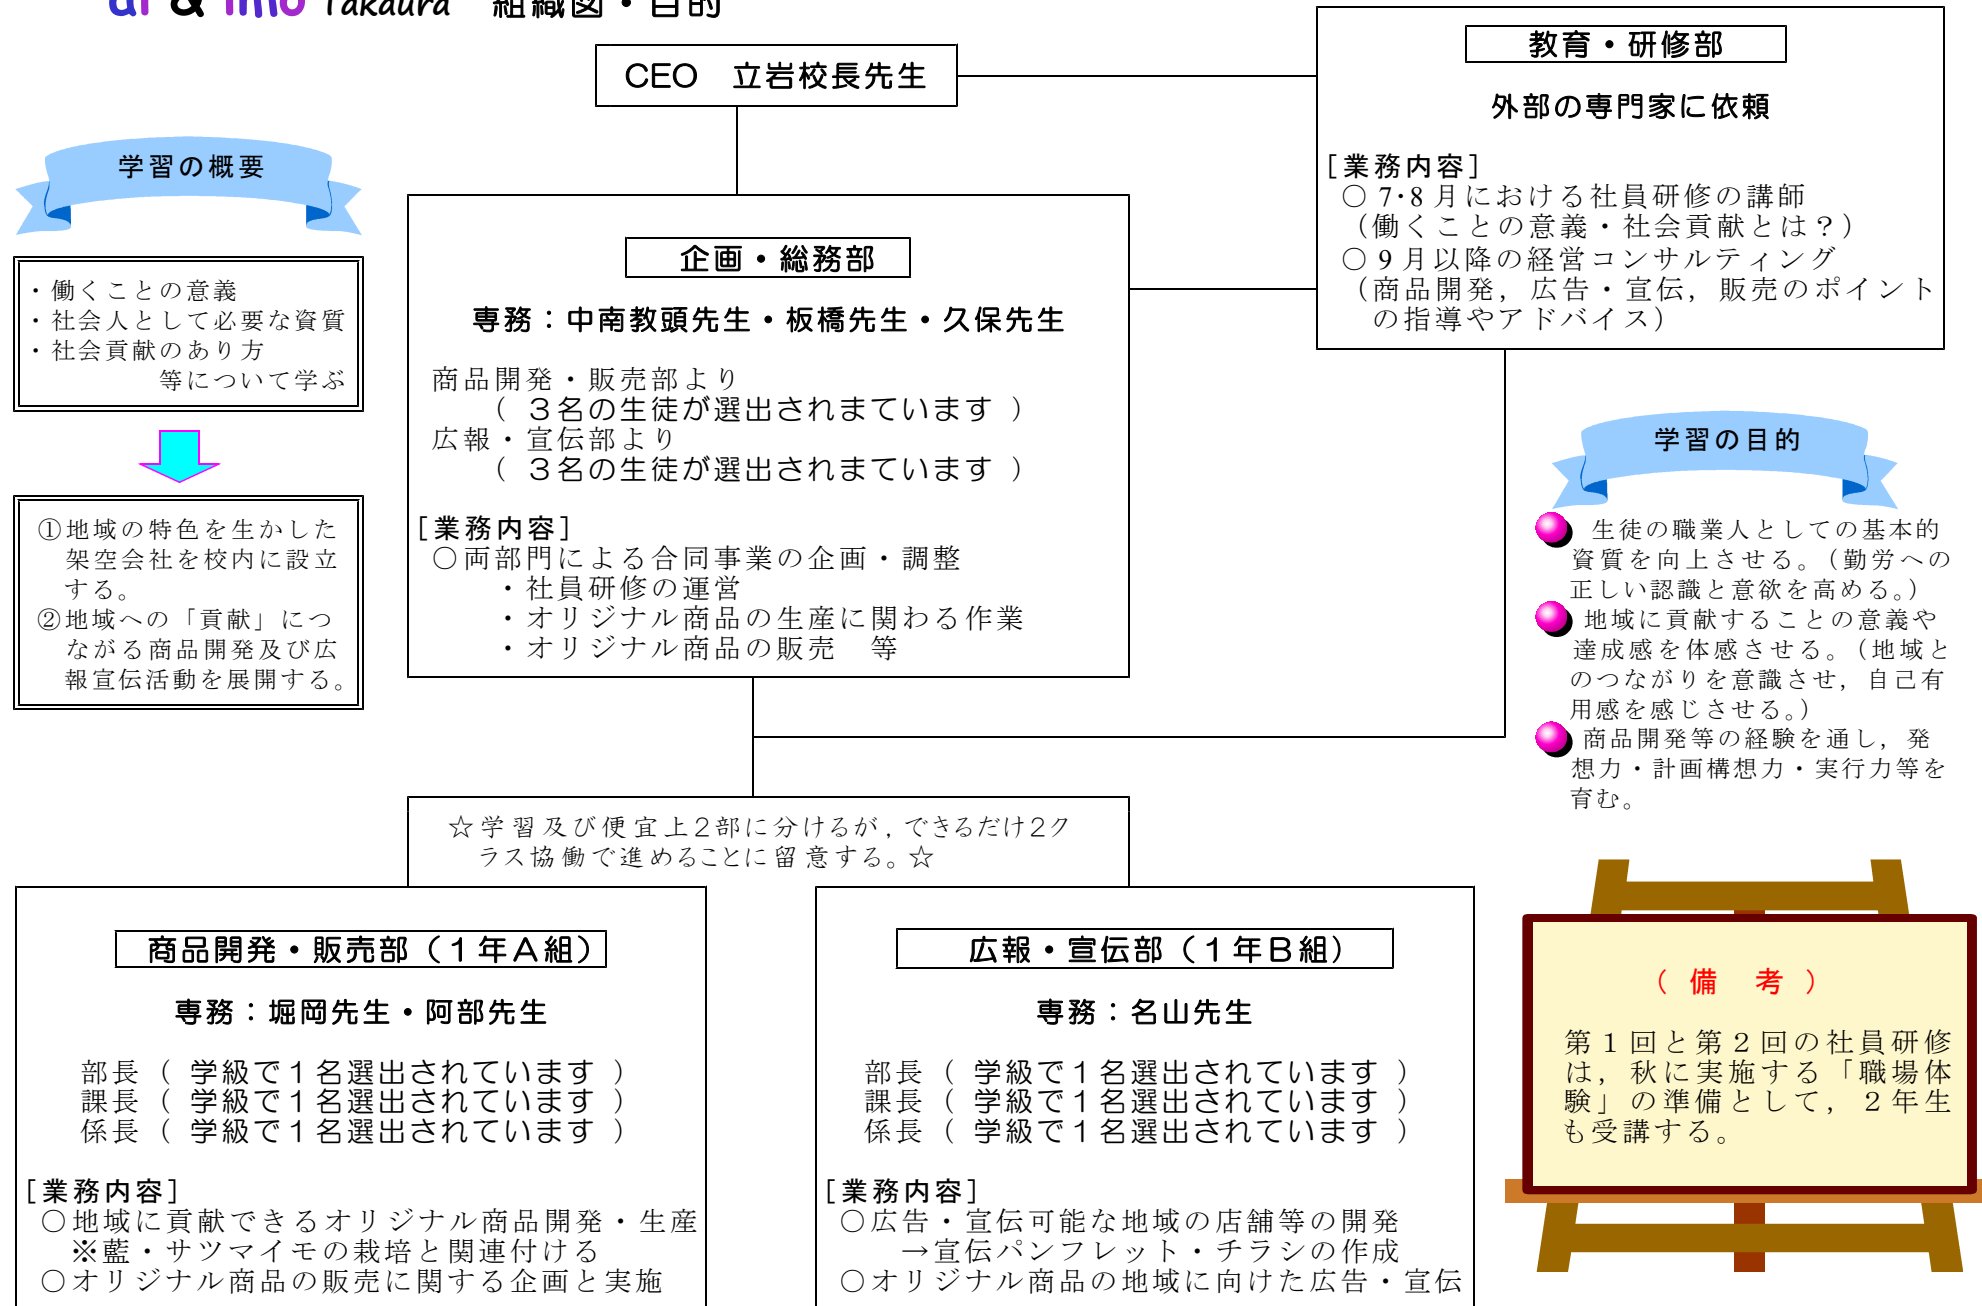 ai & imo Takaura 組織図・目的
CEO 立岩校長先生
教育・研修部
外部の専門家に依頼
[業務内容]
○7・8月における社員研修の講師
（働くことの意義・社会貢献とは？）
○9月以降の経営コンサルティング
（商品開発，広告・宣伝，販売のポイント
の指導やアドバイス）
学習の概要
・働くことの意義
・社会人として必要な資質
・社会貢献のあり方
等について学ぶ
①地域の特色を生かした
架空会社を校内に設立
する。
②地域への「貢献」につ
ながる商品開発及び広
報宣伝活動を展開する。
企画・総務部
専務：中南教頭先生・板橋先生・久保先生
商品開発・販売部より
（ ３名の生徒が選出されまています ）
広報・宣伝部より
（ ３名の生徒が選出されまています ）
[業務内容]
○両部門による合同事業の企画・調整
・社員研修の運営
・オリジナル商品の生産に関わる作業
・オリジナル商品の販売 等
学習の目的
生徒の職業人としての基本的
資質を向上させる。（勤労への
正しい認識と意欲を高める。）
地域に貢献することの意義や
達成感を体感させる。（地域と
のつながりを意識させ，自己有
用感を感じさせる。）
商品開発等の経験を通し，発
想力・計画構想力・実行力等を
育む。
☆学習及び便宜上2部に分けるが，できるだけ2ク
ラス協働で進めることに留意する。☆
商品開発・販売部（１年Ａ組）
専務：堀岡先生・阿部先生
部長（ 学級で１名選出されています ）
課長（ 学級で１名選出されています ）
係長（ 学級で１名選出されています ）
[業務内容]
○地域に貢献できるオリジナル商品開発・生産
※藍・サツマイモの栽培と関連付ける
○オリジナル商品の販売に関する企画と実施
広報・宣伝部（１年Ｂ組）
専務：名山先生
部長（ 学級で１名選出されています ）
課長（ 学級で１名選出されています ）
係長（ 学級で１名選出されています ）
[業務内容]
○広告・宣伝可能な地域の店舗等の開発
→宣伝パンフレット・チラシの作成
○オリジナル商品の地域に向けた広告・宣伝
（ 備 考 ）
第１回と第２回の社員研修
は，秋に実施する「職場体
験」の準備として，２年生
も受講する。